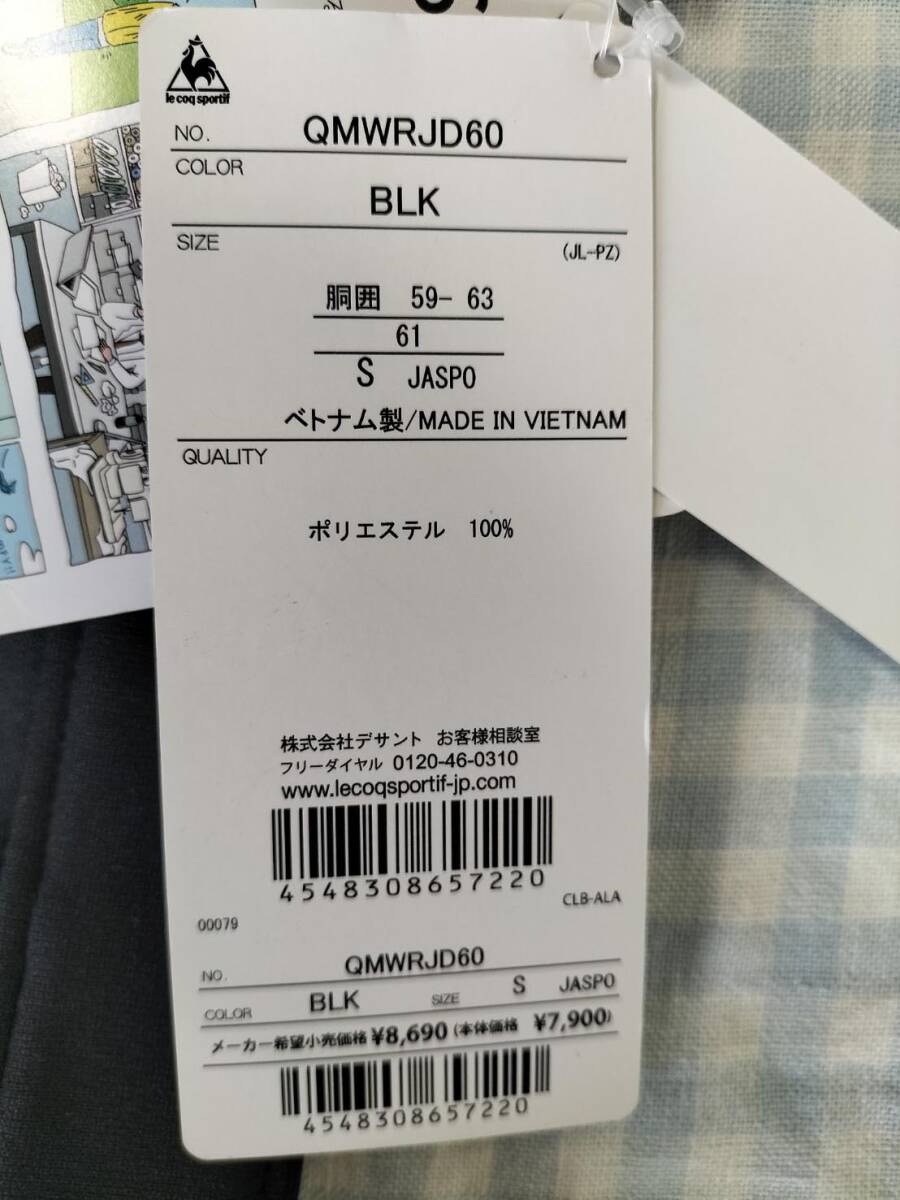 le coq sportif
NO. QMWRJD60
COLOR
BLK
SIZE
(JL-PZ)
胴囲 59- 63
61
S JASPO
ベトナム製/MADE IN VIETNAM
QUALITY
ポリエステル 100%
株式会社デサント お客様相談室
フリーダイヤル 0120-46-0310
www.lecoqsportif-jp.com
4548308657220
CLB-ALA
00079
NO. QMWRJD60
COLOR BLK SIZE S JASPO
メーカー希望小売価格 ¥8,690 (本体価格 ¥7,900)
4548308657220